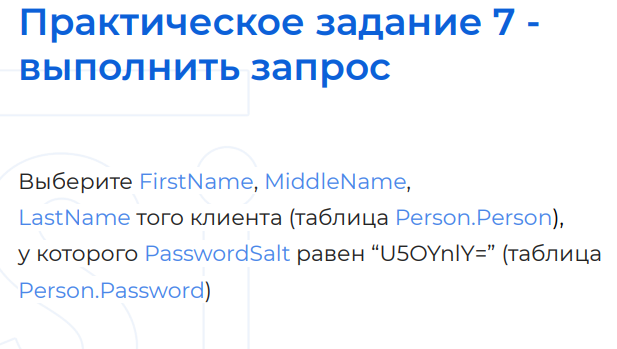 Практическое задание 7 -
выполнить запрос
Выберите FirstName, MiddleName,
LastName того клиента (таблица Person.Person),
у которого PasswordSalt равен “U5OYnlY=” (таблица
Person.Password)